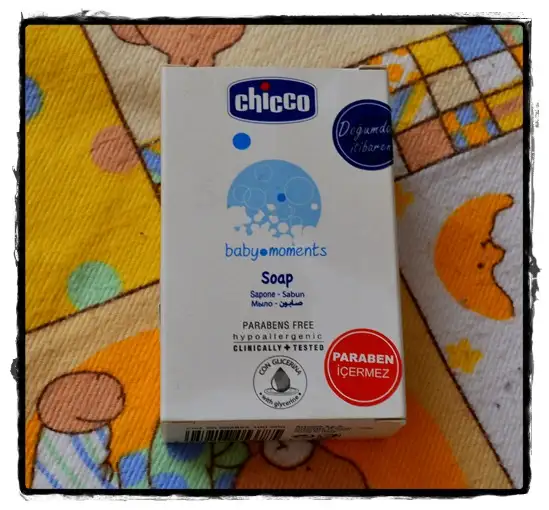 chicco
Doğumdan
itibaren
baby moments
Soap
Sapone - Sabun
Мыло - صابون
PARABENS FREE
hypoallergenic
CLINICALLY + TESTED
CON GLICERINA
with glycerine
PARABEN
İÇERMEZ